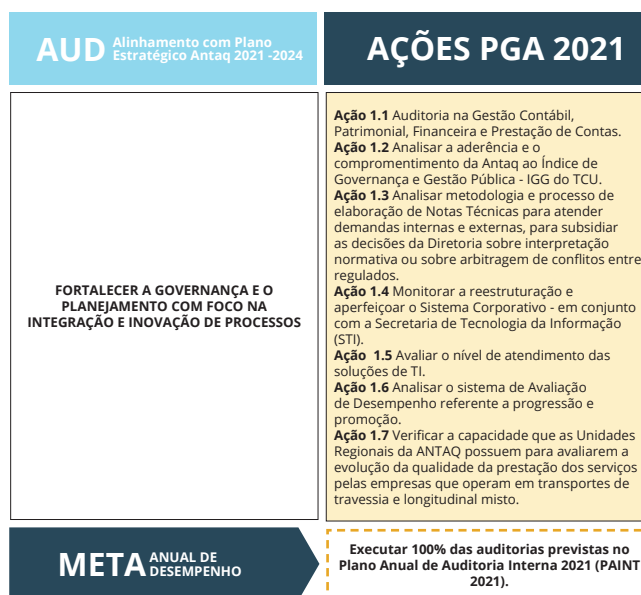 AUD Alinhamento com Plano
Estratégico Antaq 2021 -2024
AÇÕES PGA 2021
FORTALECER A GOVERNANÇA E O
PLANEJAMENTO COM FOCO NA
INTEGRAÇÃO E INOVAÇÃO DE PROCESSOS
Ação 1.1 Auditoria na Gestão Contábil,
Patrimonial, Financeira e Prestação de Contas.
Ação 1.2 Analisar a aderência e o
compromentimento da Antaq ao Índice de
Governança e Gestão Pública - IGG do TCU.
Ação 1.3 Analisar metodologia e processo de
elaboração de Notas Técnicas para atender
demandas internas e externas, para subsidiar
as decisões da Diretoria sobre interpretação
normativa ou sobre arbitragem de conflitos entre
regulados.
Ação 1.4 Monitorar a reestruturação e
aperfeiçoar o Sistema Corporativo - em conjunto
com a Secretaria de Tecnologia da Informação
(STI).
Ação 1.5 Avaliar o nível de atendimento das
soluções de TI.
Ação 1.6 Analisar o sistema de Avaliação
de Desempenho referente a progressão e
promoção.
Ação 1.7 Verificar a capacidade que as Unidades
Regionais da ANTAQ possuem para avaliarem a
evolução da qualidade da prestação dos serviços
pelas empresas que operam em transportes de
travessia e longitudinal misto.
META ANUAL DE
DESEMPENHO
Executar 100% das auditorias previstas no
Plano Anual de Auditoria Interna 2021 (PAINT
2021).